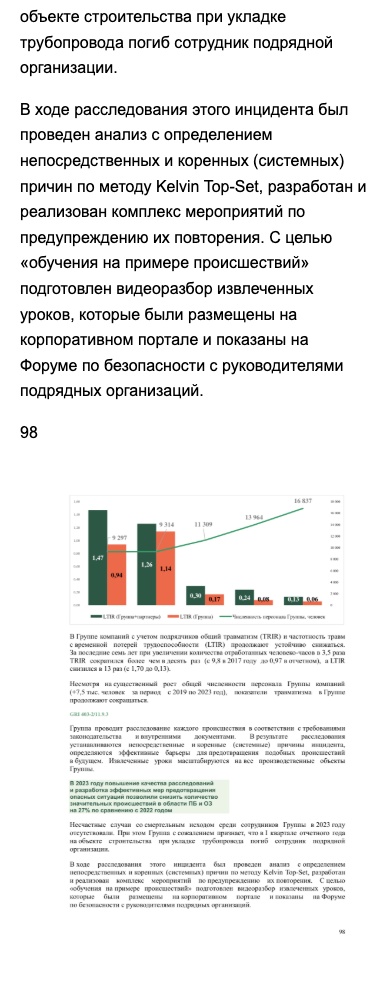 объекте строительства при укладке
трубопровода погиб сотрудник подрядной
организации.
В ходе расследования этого инцидента был
проведен анализ с определением
непосредственных и коренных (системных)
причин по методу Kelvin Top-Set, разработан и
реализован комплекс мероприятий по
предупреждению их повторения. С целью
«обучения на примере происшествий»
подготовлен видеоразбор извлеченных
уроков, которые были размещены на
корпоративном портале и показаны на
Форуме по безопасности с руководителями
подрядных организаций.
98
16 837
13 964
11 309
9 297
9 314
1,47
0,94
1,26
1,14
0,30
0,17
0,24
0,08
0,13
0,06
LTIR (Группа+партнеры)
LTIR (Группа)
Численность персонала Группы, человек
В Группе компаний с учетом подрядчиков общий травматизм (TRIR) и частотность травм
с временной потерей трудоспособности (LTIR) продолжают устойчиво снижаться.
За последние семь лет при увеличении количества отработанных человеко-часов в 3,5 раза
TRIR сократился более чем в десять раз (с 9,8 в 2017 году до 0,97 в отчетном), а LTIR
снизился в 13 раз (с 1,70 до 0,13).
Несмотря на существенный рост общей численности персонала Группы компаний
(+7,5 тыс. человек за период с 2019 по 2023 год), показатели травматизма в Группе
продолжают сокращаться.
GRI 403-2/11.9.3
Группа проводит расследование каждого происшествия в соответствии с требованиями
законодательства и внутренними документами. В результате расследования
устанавливаются непосредственные и коренные (системные) причины инцидента,
определяются эффективные барьеры для предотвращения подобных происшествий
в будущем. Извлеченные уроки масштабируются на все производственные объекты
Группы.
В 2023 году повышение качества расследований
и разработка эффективных мер предотвращения
опасных ситуаций позволили снизить количество
значительных происшествий в области ПБ и ОЗ
на 27% по сравнению с 2022 годом
Несчастные случаи со смертельным исходом среди сотрудников Группы в 2023 году
отсутствовали. При этом Группа с сожалением признает, что в I квартале отчетного года
на объекте строительства при укладке трубопровода погиб сотрудник подрядной
организации.
В ходе расследования этого инцидента был проведен анализ с определением
непосредственных и коренных (системных) причин по методу Kelvin Top-Set, разработан
и реализован комплекс мероприятий по предупреждению их повторения. С целью
«обучения на примере происшествий» подготовлен видеоразбор извлеченных уроков,
которые были размещены на корпоративном портале и показаны на Форуме
по безопасности с руководителями подрядных организаций.
98